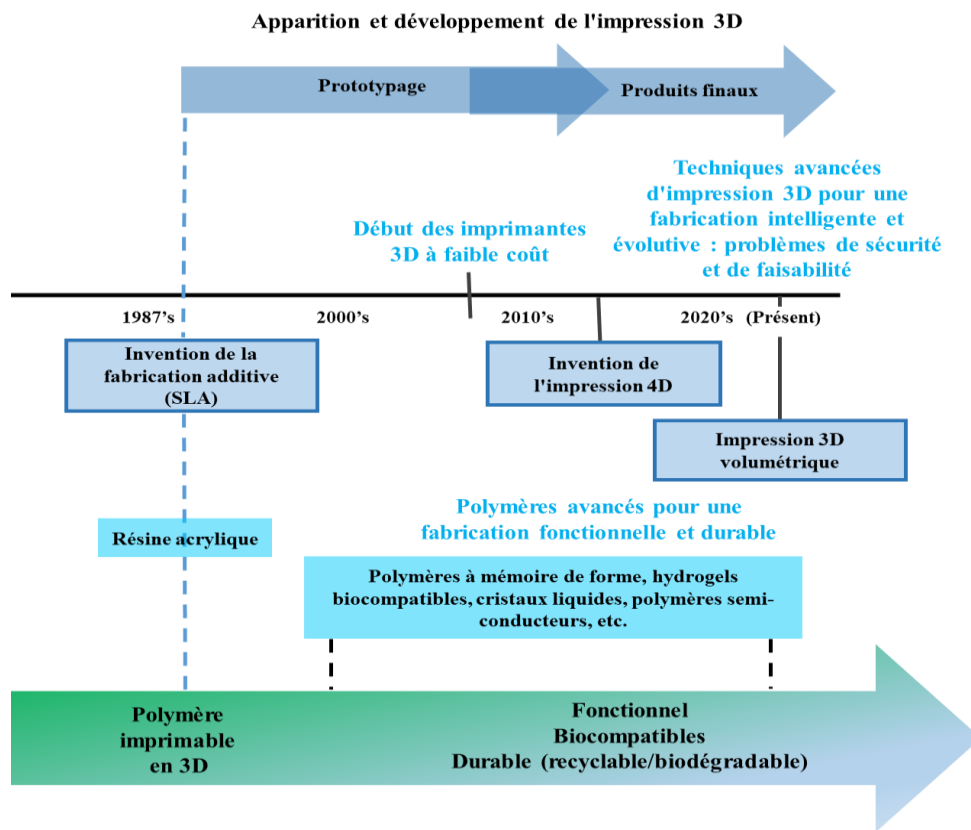 Apparition et développement de l'impression 3D
Prototypage
Produits finaux
Techniques avancées
d'impression 3D pour une
fabrication intelligente et
évolutive : problèmes de sécurité
et de faisabilité
Début des imprimantes
3D à faible coût
1987's
2000's
2010's
2020's (Présent)
Invention de la
fabrication additive
(SLA)
Invention de
l'impression 4D
Impression 3D
volumétrique
Polymères avancés pour une
fabrication fonctionnelle et durable
Résine acrylique
Polymères à mémoire de forme, hydrogels
biocompatibles, cristaux liquides, polymères semi-
conducteurs, etc.
Polymère
imprimable
en 3D
Fonctionnel
Biocompatibles
Durable (recyclable/biodégradable)